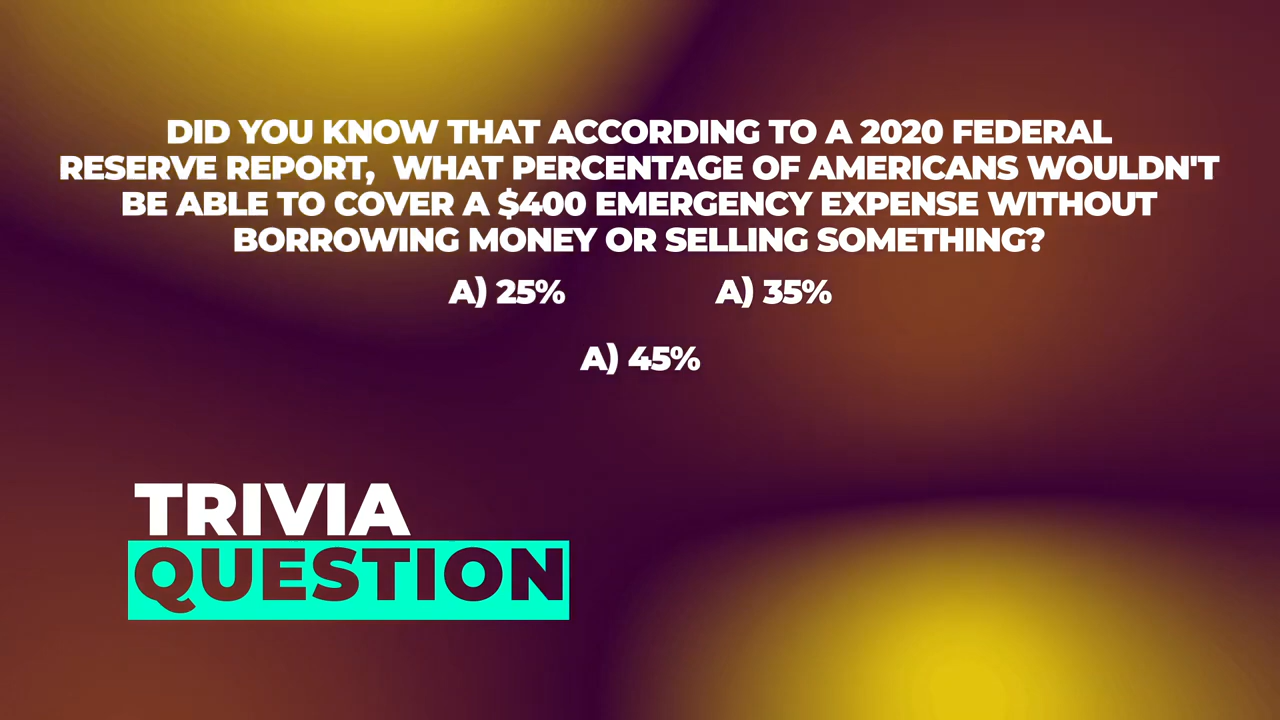 DID YOU KNOW THAT ACCORDING TO A 2020 FEDERAL
RESERVE REPORT,  WHAT PERCENTAGE OF AMERICANS WOULDN'T
BE ABLE TO COVER A $400 EMERGENCY EXPENSE WITHOUT
BORROWING MONEY OR SELLING SOMETHING?
A) 25% A) 35%
A) 45%
TRIVIA
QUESTION